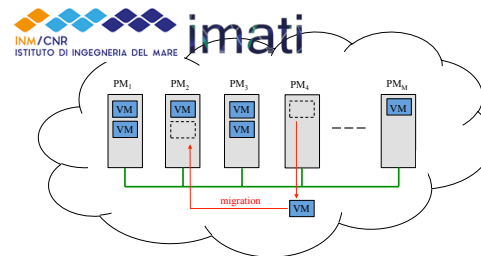 INM/CNR
ISTITUTO DI INGEGNERIA DEL MARE
imati
PM1 PM2 PM3 PM4 PMM
VM VM VM VM
VM VM
migration
VM